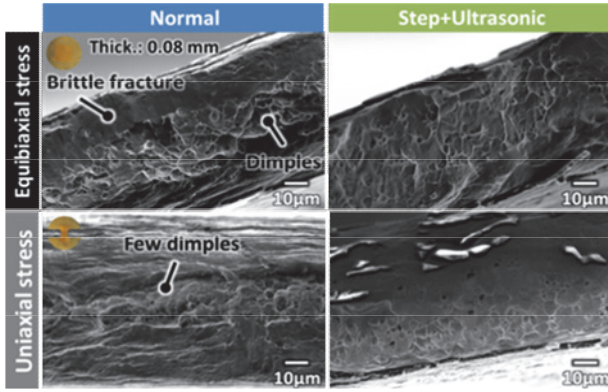 Normal
Step+Ultrasonic
Equibiaxial stress
Thick.: 0.08 mm
Brittle fracture
Dimples
10μm
10μm
Uniaxial stress
Few dimples
10μm
10μm